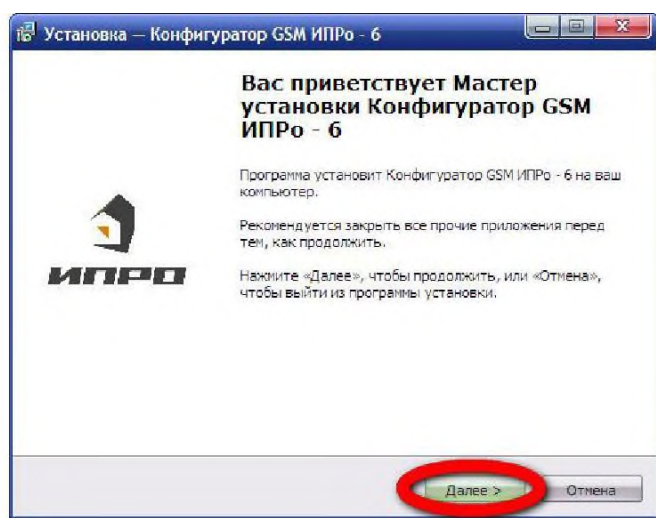 Установка — Конфигуратор GSM ИПРо - 6
Вас приветствует Мастер
установки Конфигуратор GSM
ИПРо - 6
Программа установит Конфигуратор GSM ИПРо - 6 на ваш
компьютер.
Рекомендуется закрыть все прочие приложения перед
тем, как продолжить.
Нажмите «Далее», чтобы продолжить, или «Отмена»,
чтобы выйти из программы установки.
ИПРО
Далее >
Отмена